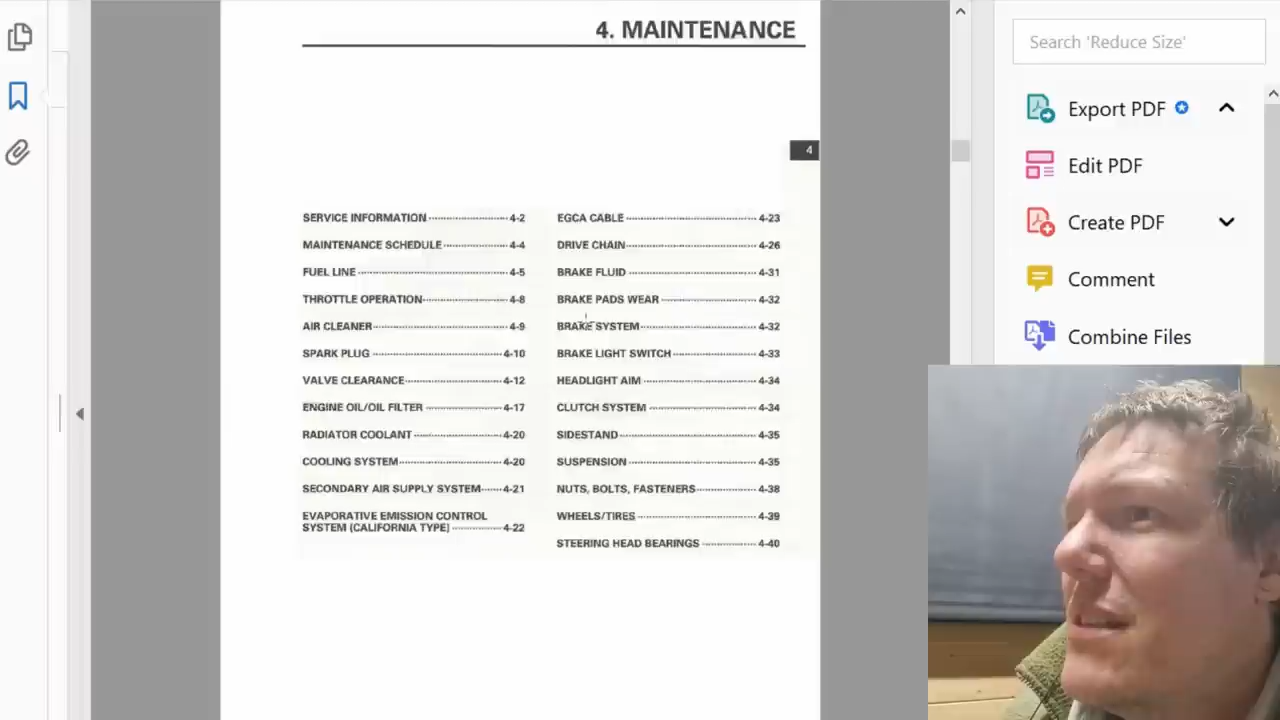 4. MAINTENANCE
4
SERVICE INFORMATION 4-2
MAINTENANCE SCHEDULE 4-4
FUEL LINE 4-5
THROTTLE OPERATION 4-8
AIR CLEANER 4-9
SPARK PLUG 4-10
VALVE CLEARANCE 4-12
ENGINE OIL/OIL FILTER 4-17
RADIATOR COOLANT 4-20
COOLING SYSTEM 4-20
SECONDARY AIR SUPPLY SYSTEM 4-21
EVAPORATIVE EMISSION CONTROL
SYSTEM (CALIFORNIA TYPE) 4-22
EGCA CABLE 4-23
DRIVE CHAIN 4-26
BRAKE FLUID 4-31
BRAKE PADS WEAR 4-32
BRAKE SYSTEM 4-32
BRAKE LIGHT SWITCH 4-33
HEADLIGHT AIM 4-34
CLUTCH SYSTEM 4-34
SIDESTAND 4-35
SUSPENSION 4-35
NUTS, BOLTS, FASTENERS 4-38
WHEELS/TIRES 4-39
STEERING HEAD BEARINGS 4-40
Search 'Reduce Size'
Export PDF
Edit PDF
Create PDF
Comment
Combine Files